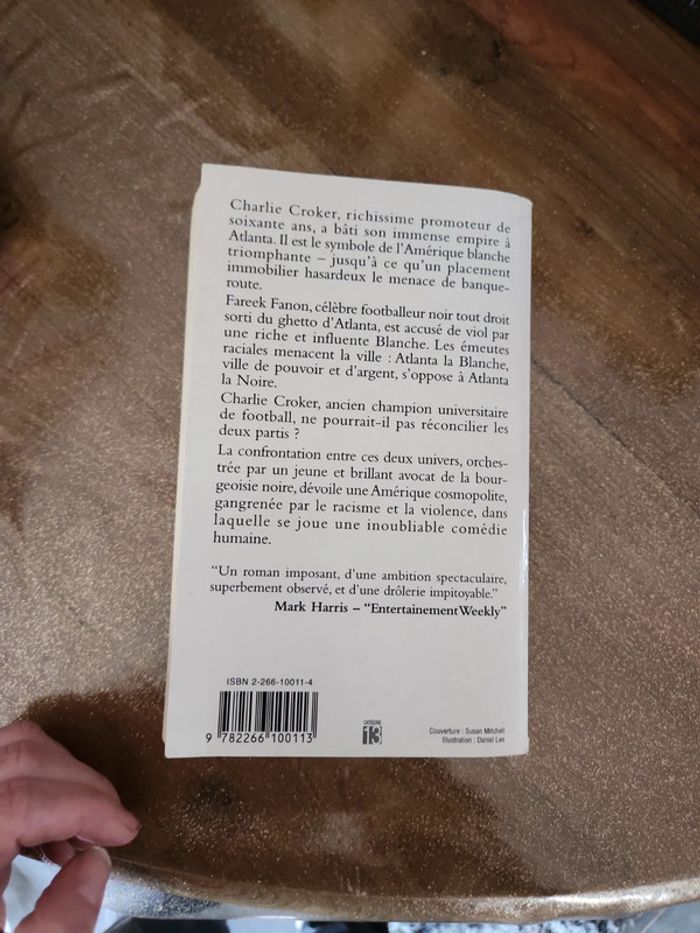 Charlie Croker, richissime promoteur de
soixante ans, a bâti son immense empire à
Atlanta. Il est le symbole de l'Amérique blanche
triomphante – jusqu'à ce qu'un placement
immobilier hasardeux le menace de banque-
route.
Fareek Fanon, célèbre footballeur noir tout droit
sorti du ghetto d'Atlanta, est accusé de viol par
une riche et influente Blanche. Les émeutes
raciales menacent la ville : Atlanta la Blanche,
ville de pouvoir et d'argent, s'oppose à Atlanta
la Noire.
Charlie Croker, ancien champion universitaire
de football, ne pourrait-il pas réconcilier les
deux partis ?
La confrontation entre ces deux univers, orches-
trée par un jeune et brillant avocat de la bour-
geoisie noire, dévoile une Amérique cosmopolite,
gangrenée par le racisme et la violence, dans
laquelle se joue une inoubliable comédie
humaine.
“Un roman imposant, d'une ambition spectaculaire,
superbement observé, et d'une drôlerie impitoyable.”
Mark Harris – “Entertainement Weekly”
ISBN 2-266-10011-4
9 782266 100113
CATÉGORIE
13
Couverture : Susan Mitchell
Illustration : Daniel Lee